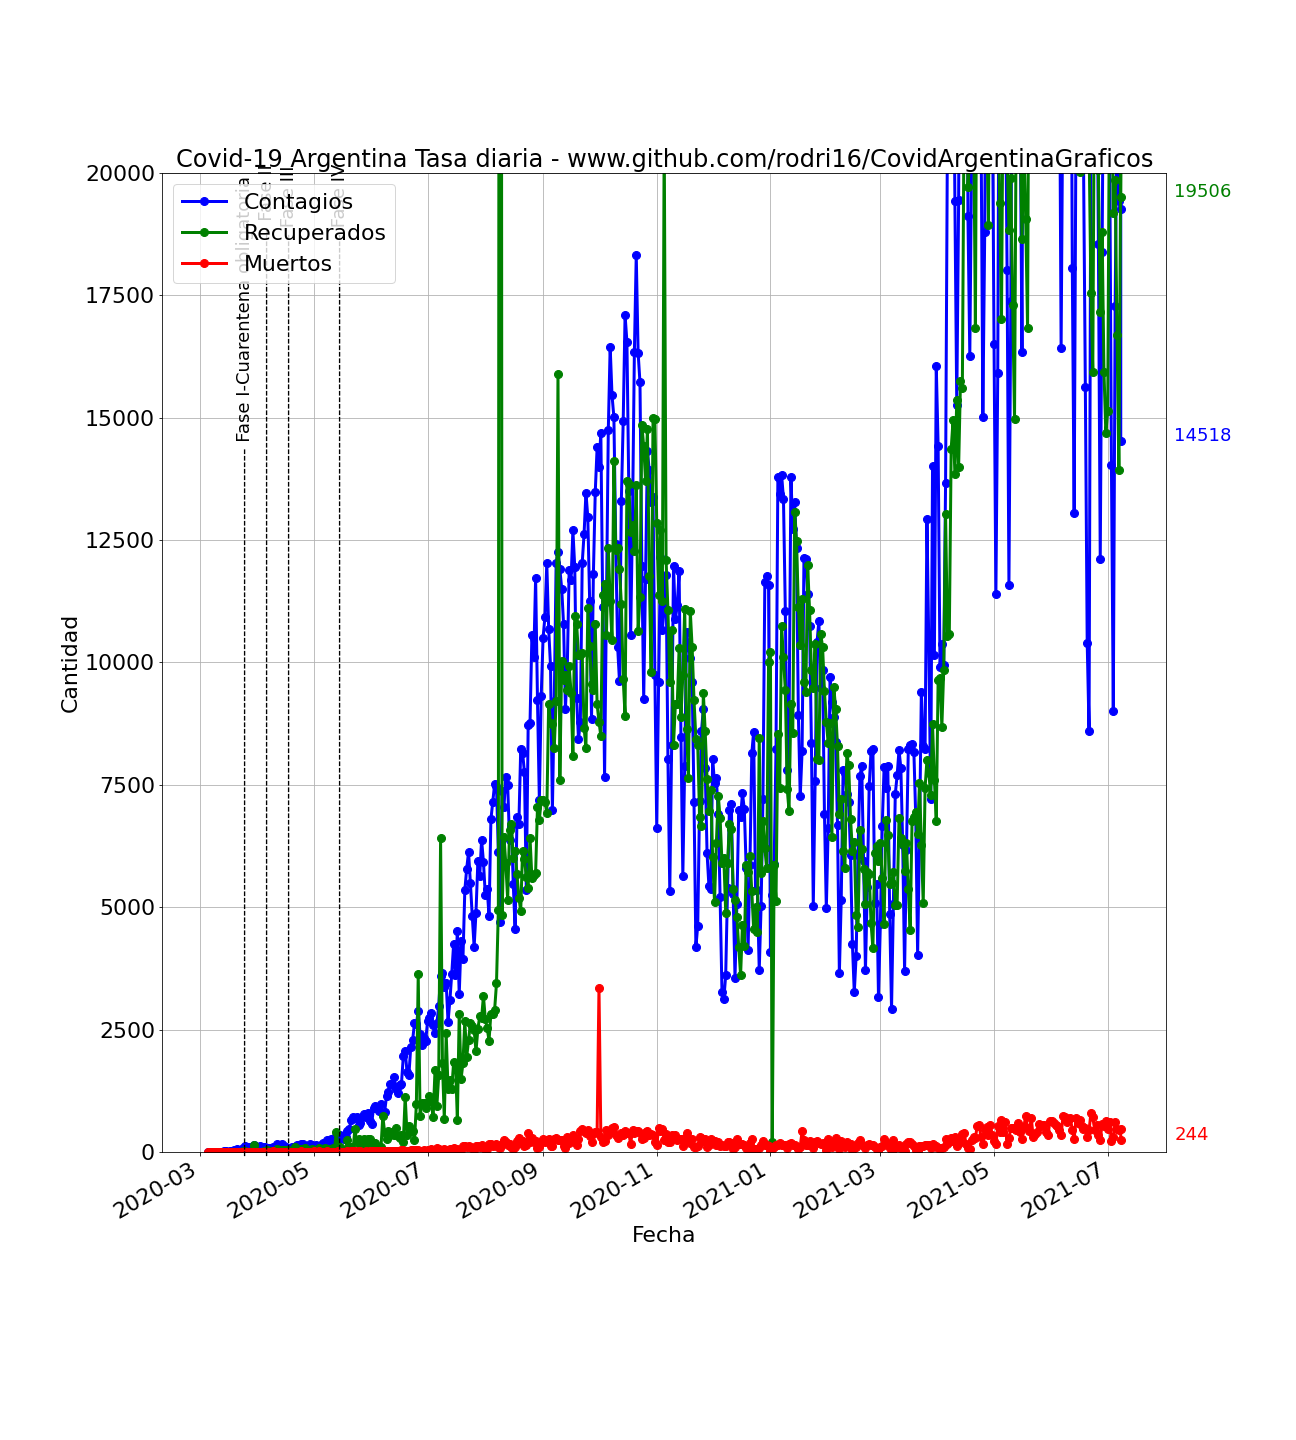 Covid-19 Argentina Tasa diaria - www.github.com/rodri16/CovidArgentinaGraficos
20000
17500
15000
12500
10000
7500
5000
2500
0
Cantidad
Contagios
Recuperados
Muertos
Fase I-Cuarentena obligatoria
Fase II
Fase III
Fase IV
19506
14518
244
2020-03
2020-05
2020-07
2020-09
2020-11
2021-01
2021-03
2021-05
2021-07
Fecha